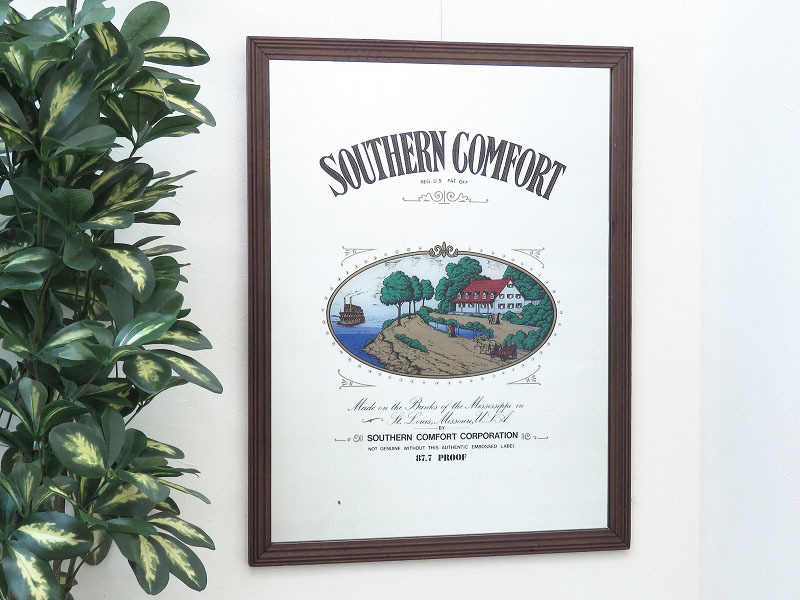 SOUTHERN COMFORT
REG. U.S. PAT. OFF.
Made on the Banks of the Mississippi in
St. Louis, Missouri, U.S.A.
BY
SOUTHERN COMFORT CORPORATION
NOT GENUINE WITHOUT THIS AUTHENTIC EMBOSSED LABEL
87.7 PROOF